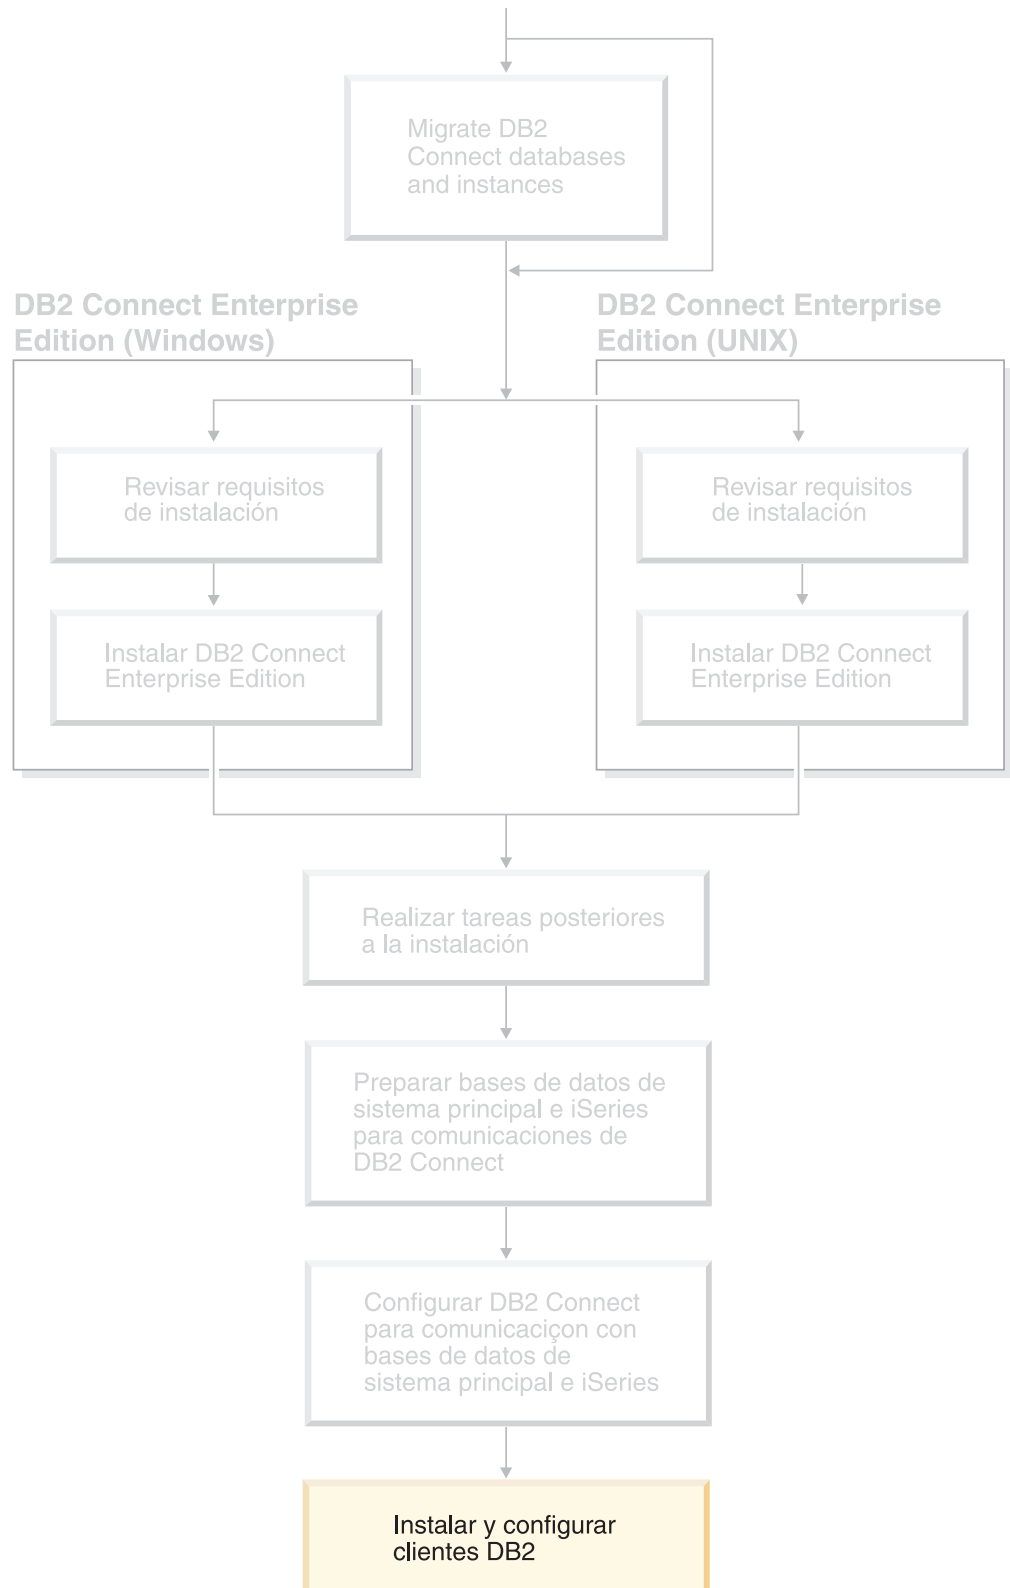 Migrate DB2
Connect databases
and instances
DB2 Connect Enterprise
Edition (Windows)
DB2 Connect Enterprise
Edition (UNIX)
Revisar requisitos
de instalación
Revisar requisitos
de instalación
Instalar DB2 Connect
Enterprise Edition
Instalar DB2 Connect
Enterprise Edition
Realizar tareas posteriores
a la instalación
Preparar bases de datos de
sistema principal e iSeries
para comunicaciones de
DB2 Connect
Configurar DB2 Connect
para comunicaciçon con
bases de datos de
sistema principal e iSeries
Instalar y configurar
clientes DB2